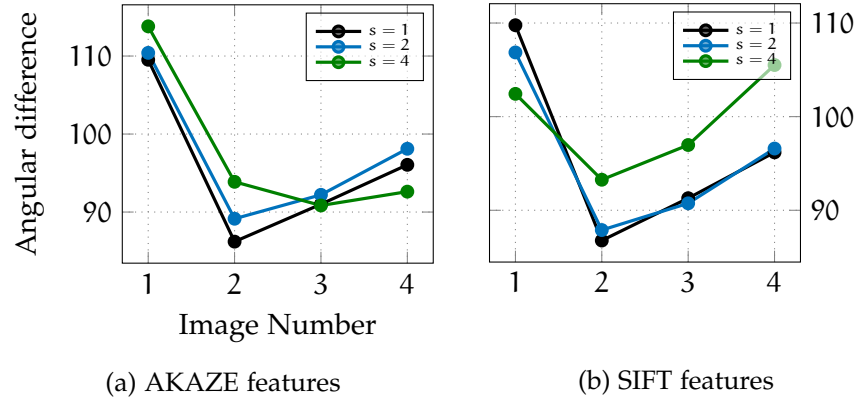 Angular difference
110
100
90
1 2 3 4
Image Number
s = 1
s = 2
s = 4
(a) AKAZE features
s = 1
s = 2
s = 4
110
100
90
1 2 3 4
(b) SIFT features